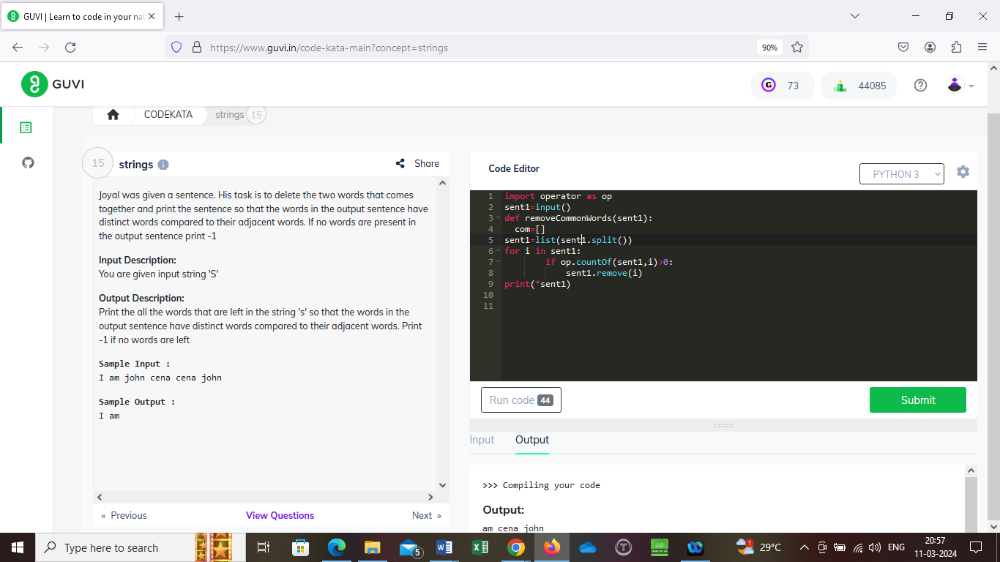 GUVI | Learn to code in your nat
https://www.guvi.in/code-kata-main?concept=strings
90%
GUVI
G
73
44085
CODEKATA
strings
15
15
strings
Share
Joyal was given a sentence. His task is to delete the two words that comes
together and print the sentence so that the words in the output sentence have
distinct words compared to their adjacent words. If no words are present in
the output sentence print -1
Input Description:
You are given input string 'S'
Output Description:
Print the all the words that are left in the string 's' so that the words in the
output sentence have distinct words compared to their adjacent words. Print
-1 if no words are left
Sample Input :
I am john cena cena john
Sample Output :
I am
« Previous
View Questions
Next »
Code Editor
PYTHON 3
1 import operator as op
2 sent1=input()
3 def removeCommonWords(sent1):
4 com=[]
5 sent1=list(sent1.split())
6 for i in sent1:
7 if op.countOf(sent1,i)>0:
8 sent1.remove(i)
9 print(*sent1)
10
11
Run code 44
Submit
Input
Output
>>> Compiling your code
Output:
am cena john
Type here to search
5
1
29°C
ENG
20:57
11-03-2024